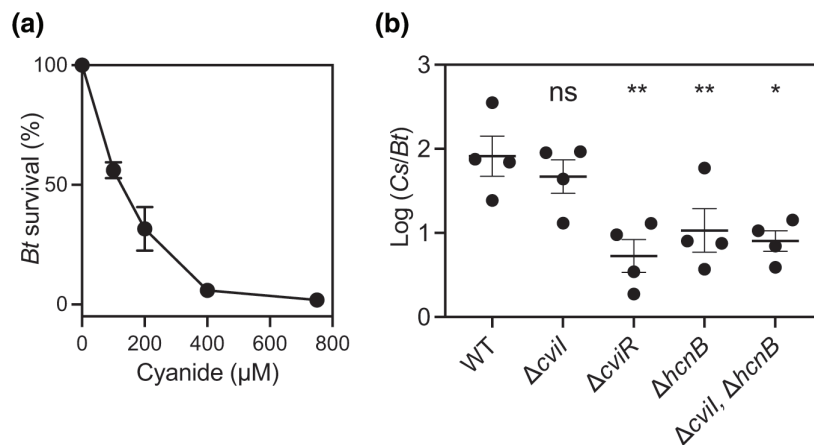 (a)
100
50
0
Bt survival (%)
0 200 400 600 800
Cyanide (μM)
(b)
3
2
1
0
Log (Cs/Bt)
ns ** ** *
WT
ΔcviI
ΔcviR
ΔhcnB
ΔcviI, ΔhcnB